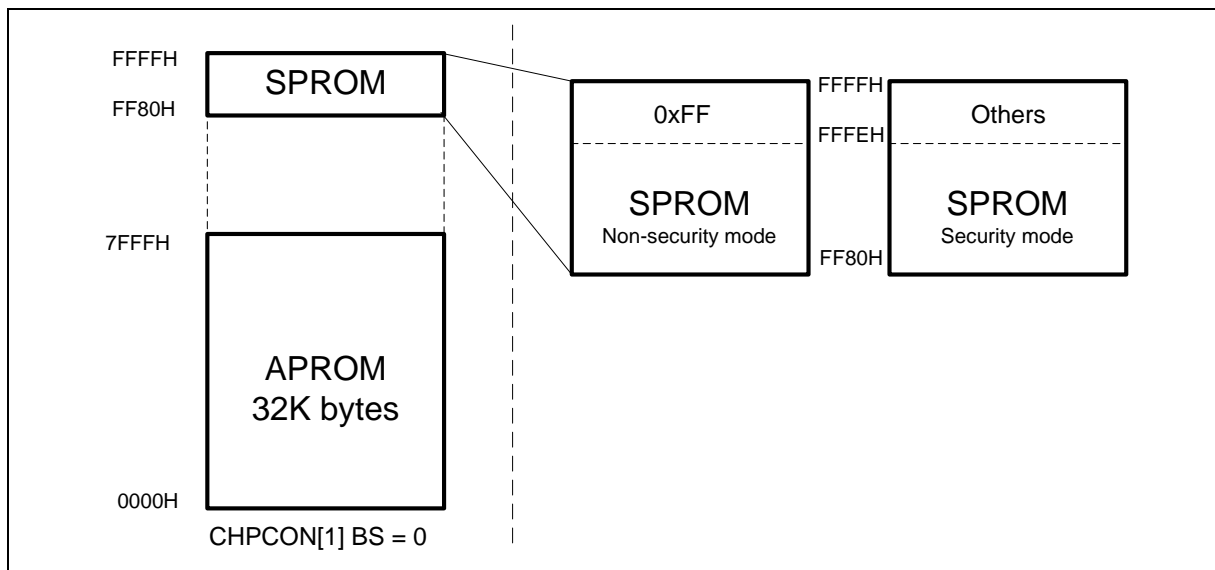 FFFFH
SPROM
FF80H
7FFFH
APROM
32K bytes
0000H
CHPCON[1] BS = 0
0xFF
SPROM
Non-security mode
FFFFH
FFFEH
FF80H
Others
SPROM
Security mode